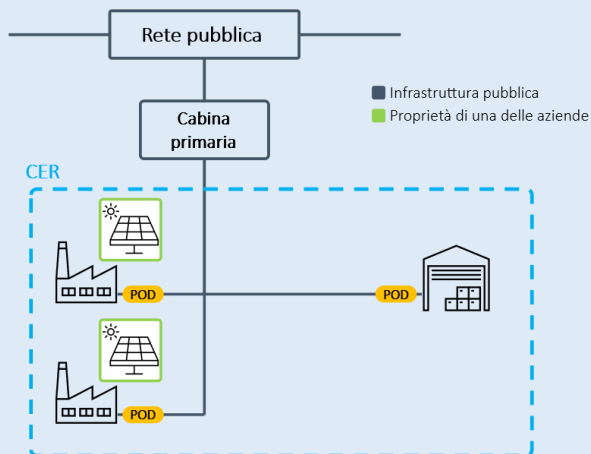 Rete pubblica
Infrastruttura pubblica
Proprietà di una delle aziende
Cabina
primaria
CER
POD
POD
POD